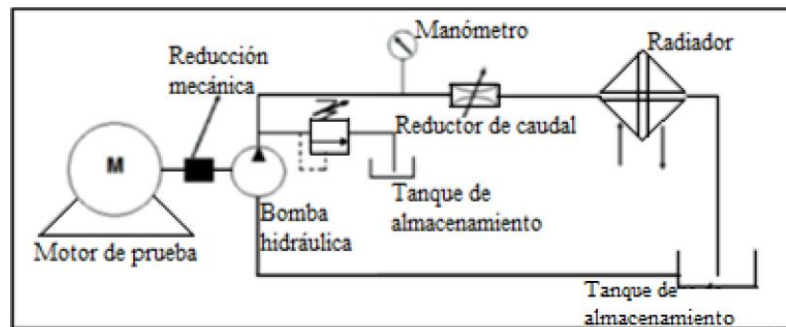 Manómetro
Radiador
Reducción
mecánica
Reductor de caudal
M
Tanque de
almacenamiento
Bomba
hidráulica
Motor de prueba
Tanque de
almacenamiento